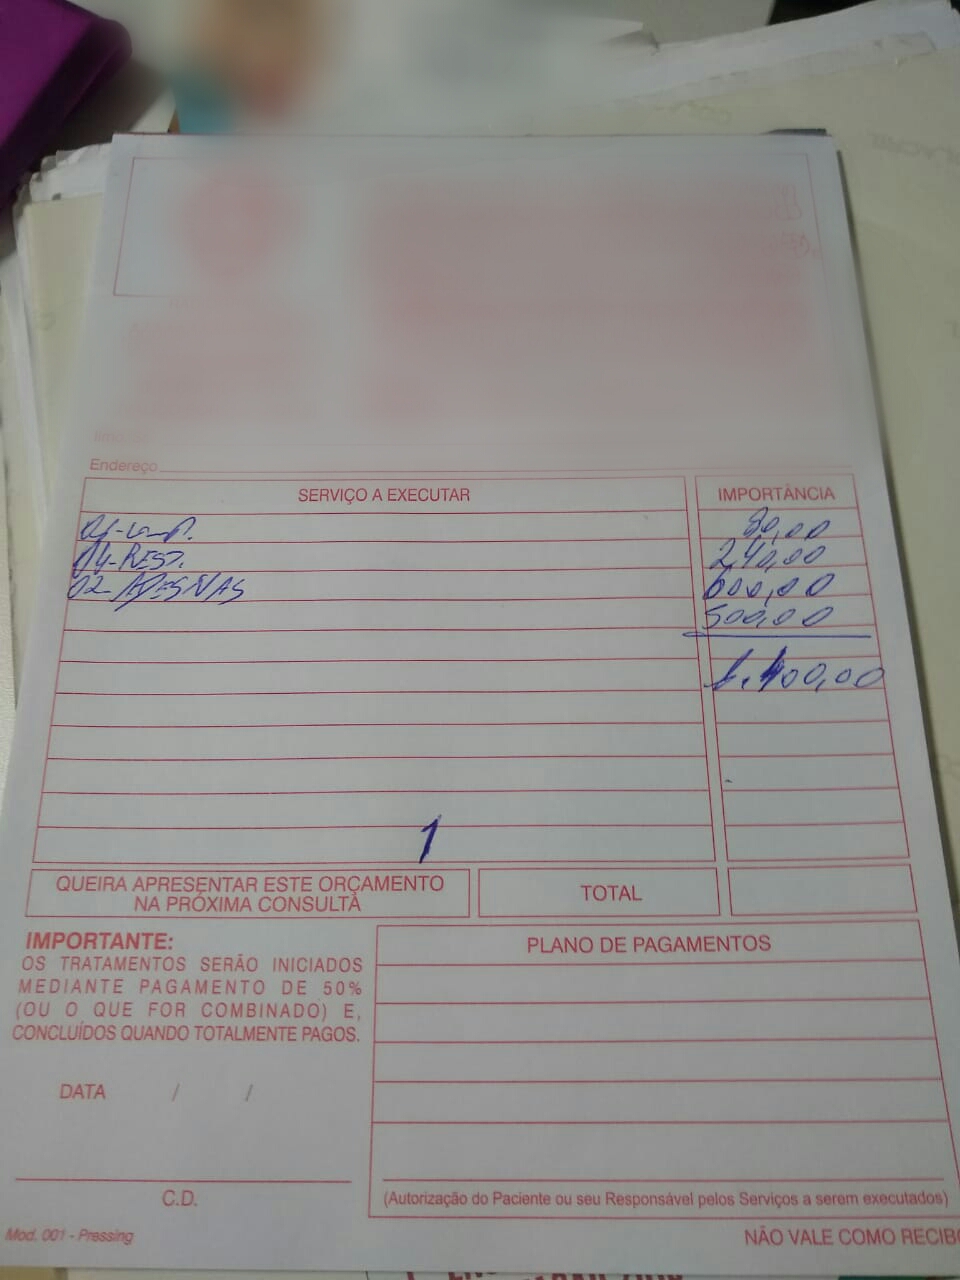 Endereço
SERVIÇO A EXECUTAR IMPORTÂNCIA
01- 80,00
04-REST. 240,00
02- 600,00
500,00
1.400,00
1
QUEIRA APRESENTAR ESTE ORÇAMENTO
NA PRÓXIMA CONSULTA
TOTAL
IMPORTANTE:
OS TRATAMENTOS SERÃO INICIADOS
MEDIANTE PAGAMENTO DE 50%
(OU O QUE FOR COMBINADO) E,
CONCLUÍDOS QUANDO TOTALMENTE PAGOS.
DATA / /
C.D.
PLANO DE PAGAMENTOS
(Autorização do Paciente ou seu Responsável pelos Serviços a serem executados)
Mod. 001 - Pressing
NÃO VALE COMO RECIBO